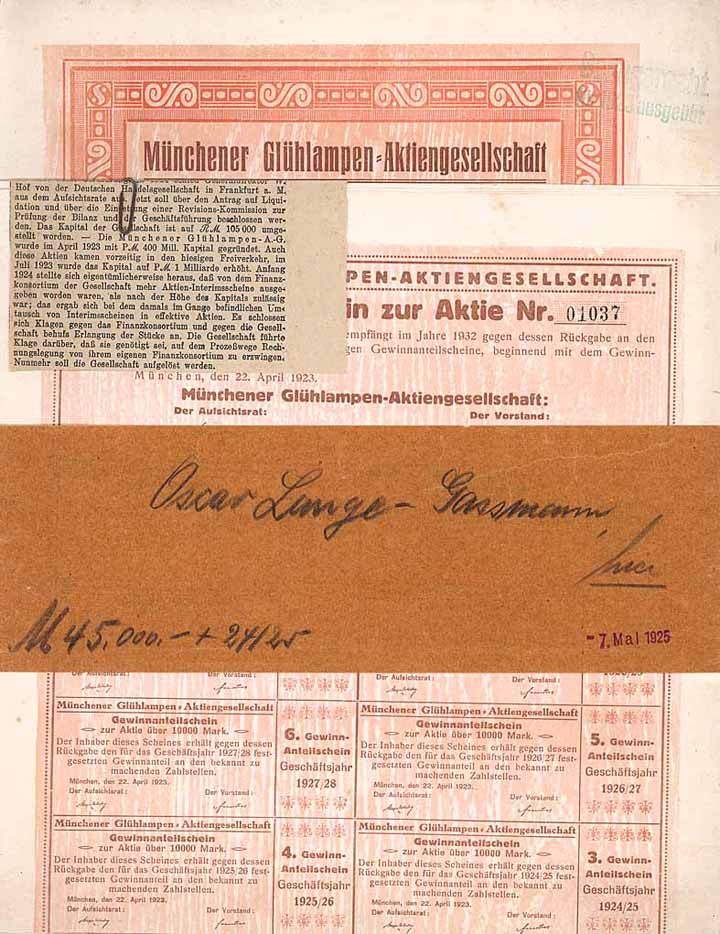 Bezugsrecht
ausgeübt
Münchener Glühlampen-Aktiengesellschaft
Hof von der Deutschen Handelsgesellschaft in Frankfurt a. M.
aus dem Aufsichtsrate aus. Jetzt soll über den Antrag auf Liqui-
dation und über die Einsetzung einer Revisions-Kommission zur
Prüfung der Bilanz und der Geschäftsführung beschlossen wer-
den. Das Kapital der Gesellschaft ist auf R.M. 105 000 umge-
stellt worden. — Die Münchener Glühlampen-A.-G.
wurde im April 1923 mit P.M. 400 Mill. Kapital gegründet. Auch
diese Aktien kamen vorzeitig in den hiesigen Freiverkehr, im
Juli 1923 wurde das Kapital auf P.M. 1 Milliarde erhöht. Anfang
1924 stellte sich eigentümlicherweise heraus, daß von dem Finanz-
konsortium der Gesellschaft mehr Aktien-Interimsscheine ausge-
geben worden waren, als nach der Höhe des Kapitals zulässig
war; das ergab sich bei dem damals im Gange befindlichen Um-
tausch von Interimsscheinen in effektive Aktien. Es schlossen
sich Klagen gegen das Finanzkonsortium und gegen die Gesell-
schaft behufs Erlangung der Stücke an. Die Gesellschaft führte
Klage darüber, daß sie genötigt sei, auf dem Prozeßwege Rech-
nungslegung von ihrem eigenen Finanzkonsortium zu erzwingen.
Nunmehr soll die Gesellschaft aufgelöst werden.
PEN-AKTIENGESELLSCHAFT.
in zur Aktie Nr. 01037
empfängt im Jahre 1932 gegen dessen Rückgabe an den
gen Gewinnanteilscheine, beginnend mit dem Gewinn-
München, den 22. April 1923.
Münchener Glühlampen-Aktiengesellschaft:
Der Aufsichtsrat: Der Vorstand:
Oscar Lange - Gassmann,
hier
M 45.000.- + 24/25
-7. Mai 1925
Der Aufsichtsrat: Der Vorstand:
Der Aufsichtsrat: Der Vorstand:
Münchener Glühlampen-Aktiengesellschaft
Gewinnanteilschein
zur Aktie über 10000 Mark.
Der Inhaber dieses Scheines erhält gegen dessen
Rückgabe den für das Geschäftsjahr 1927/28 fest-
gesetzten Gewinnanteil an den bekannt zu
machenden Zahlstellen.
München, den 22. April 1923.
Der Aufsichtsrat: Der Vorstand:
6. Gewinn-
Anteilschein
Geschäftsjahr
1927/28
Münchener Glühlampen-Aktiengesellschaft
Gewinnanteilschein
zur Aktie über 10000 Mark.
Der Inhaber dieses Scheines erhält gegen dessen
Rückgabe den für das Geschäftsjahr 1926/27 fest-
gesetzten Gewinnanteil an den bekannt zu
machenden Zahlstellen.
München, den 22. April 1923.
Der Aufsichtsrat: Der Vorstand:
5. Gewinn-
Anteilschein
Geschäftsjahr
1926/27
Münchener Glühlampen-Aktiengesellschaft
Gewinnanteilschein
zur Aktie über 10000 Mark.
Der Inhaber dieses Scheines erhält gegen dessen
Rückgabe den für das Geschäftsjahr 1925/26 fest-
gesetzten Gewinnanteil an den bekannt zu
machenden Zahlstellen.
München, den 22. April 1923.
Der Aufsichtsrat: Der Vorstand:
4. Gewinn-
Anteilschein
Geschäftsjahr
1925/26
Münchener Glühlampen-Aktiengesellschaft
Gewinnanteilschein
zur Aktie über 10000 Mark.
Der Inhaber dieses Scheines erhält gegen dessen
Rückgabe den für das Geschäftsjahr 1924/25 fest-
gesetzten Gewinnanteil an den bekannt zu
machenden Zahlstellen.
München, den 22. April 1923.
Der Aufsichtsrat: Der Vorstand:
3. Gewinn-
Anteilschein
Geschäftsjahr
1924/25